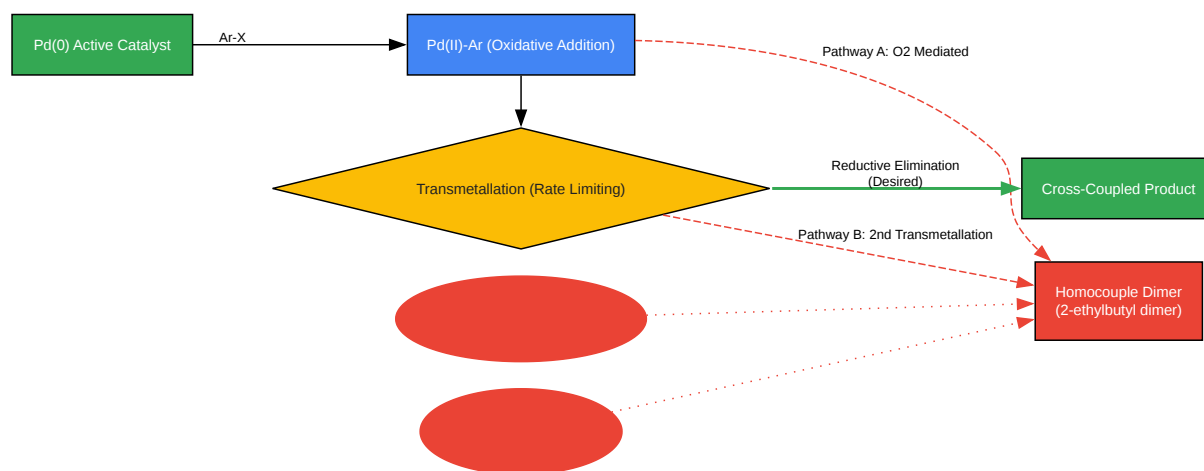 Pd(0) Active Catalyst
Ar-X
Pd(II)-Ar (Oxidative Addition)
Pathway A: O2 Mediated
Transmetallation (Rate Limiting)
Reductive Elimination
(Desired)
Cross-Coupled Product
Pathway B: 2nd Transmetallation
Homocouple Dimer
(2-ethylbutyl dimer)